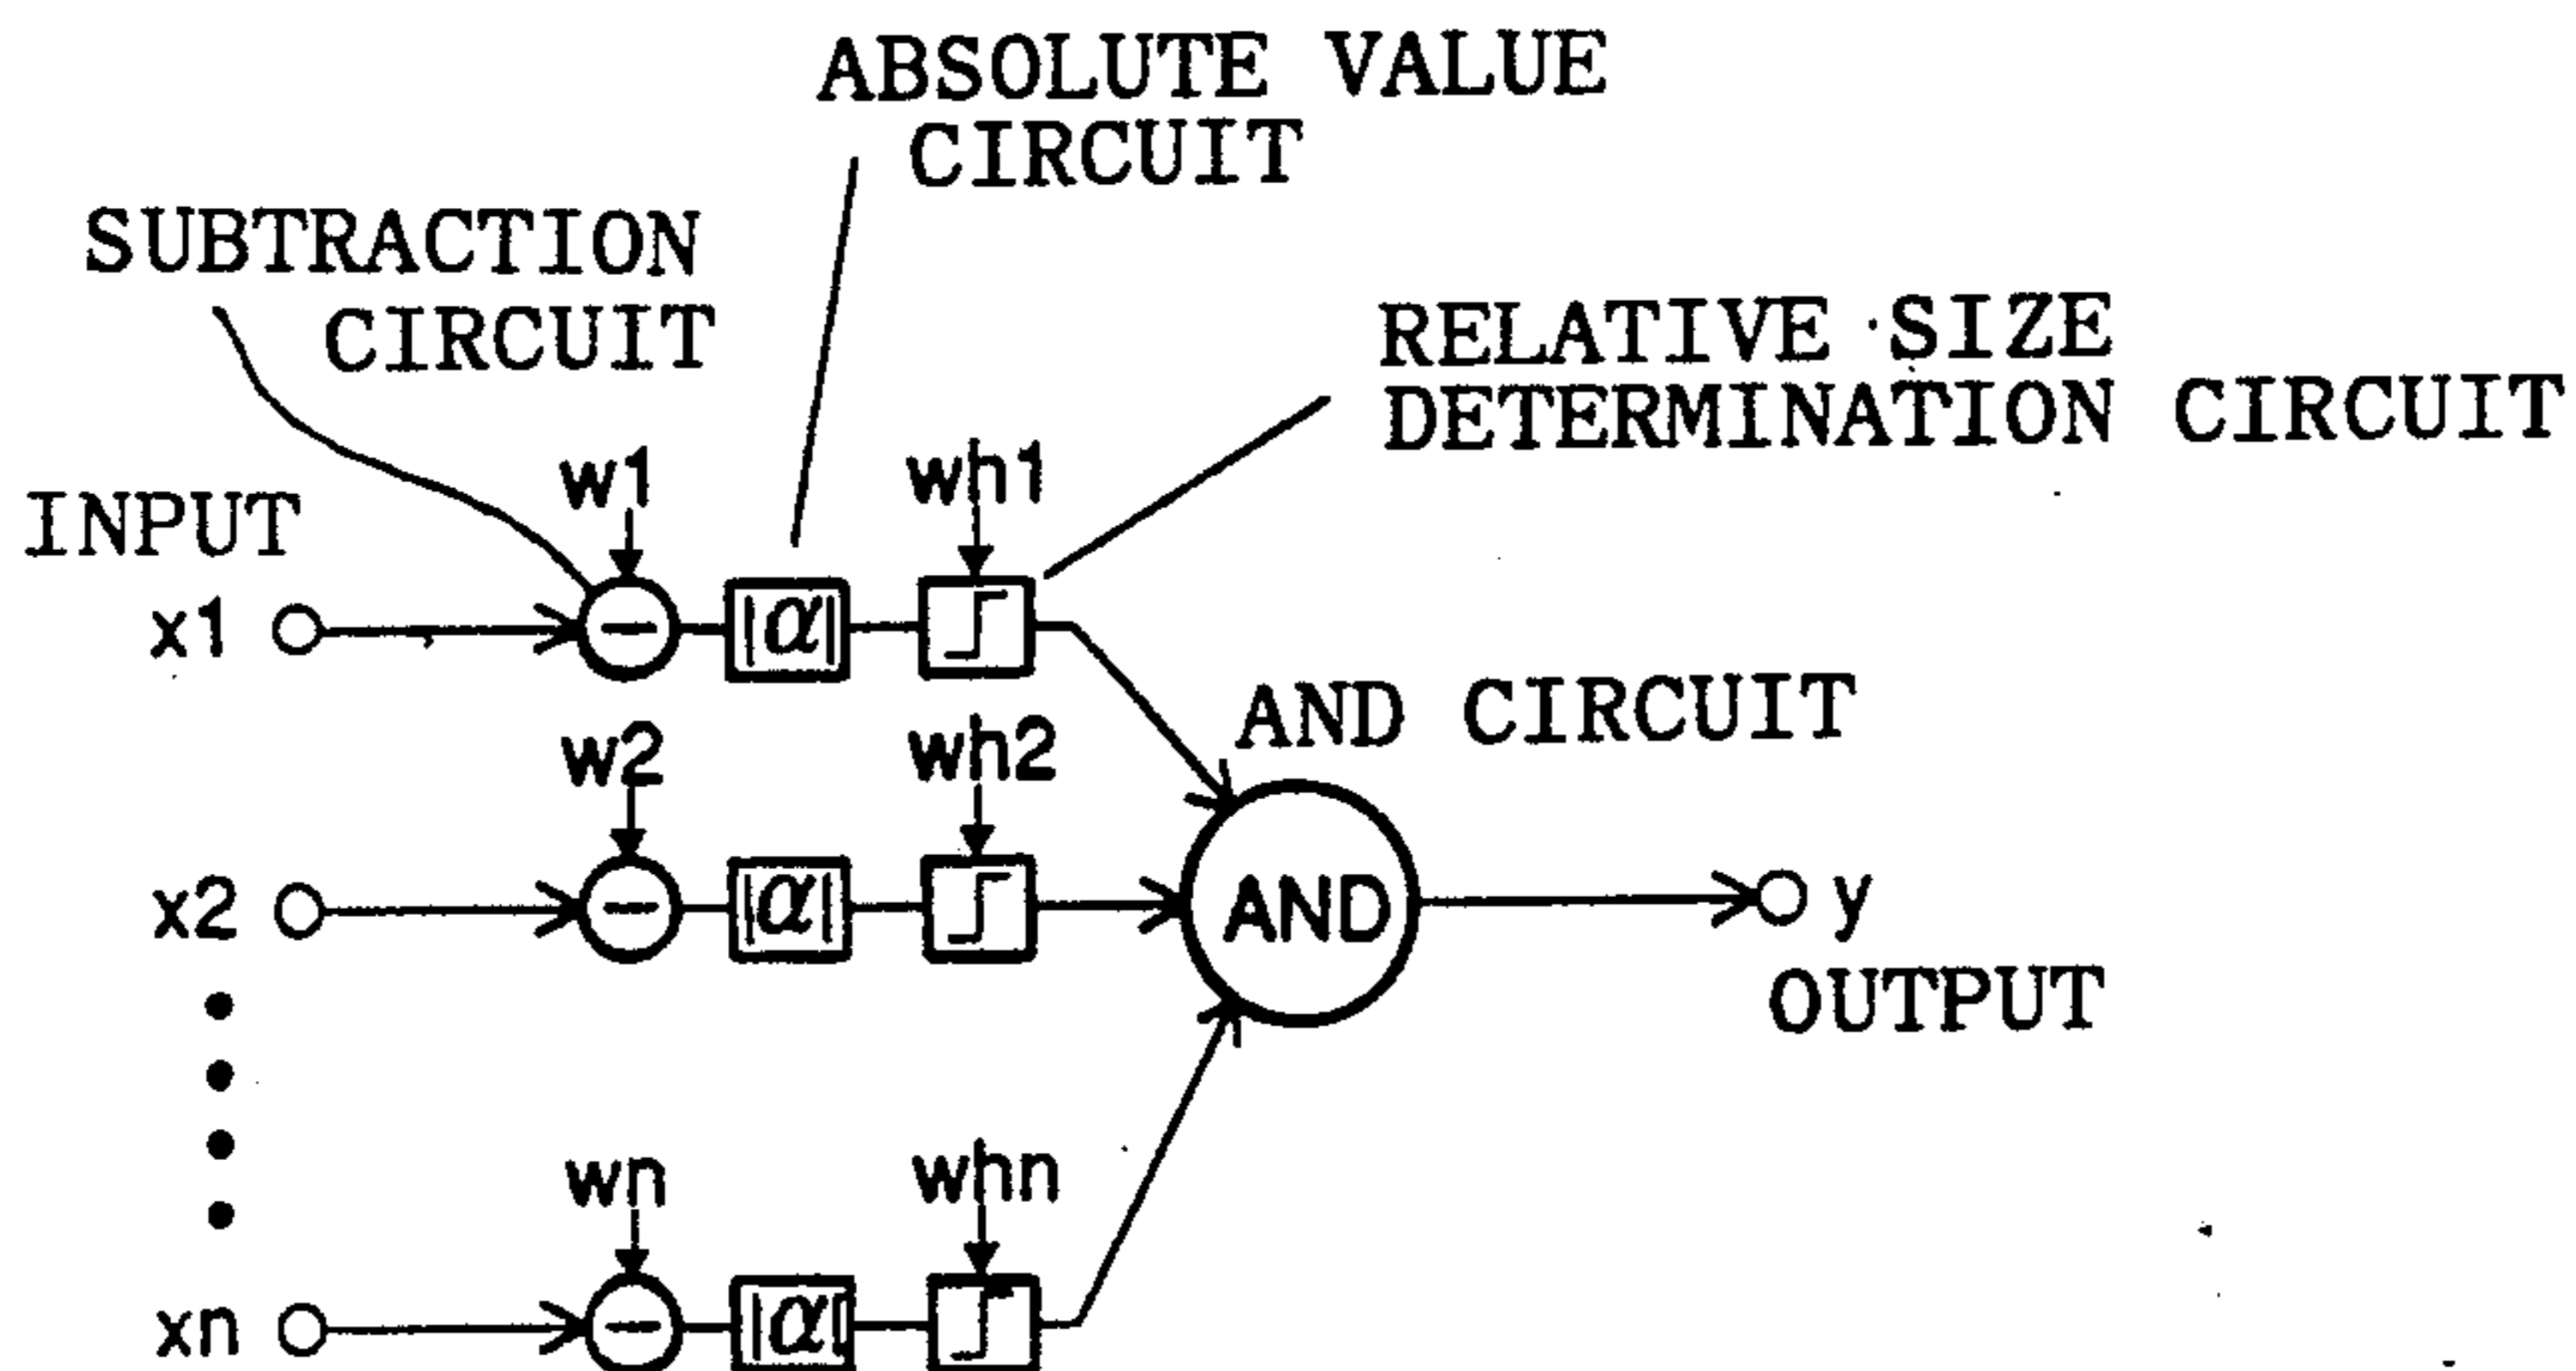 ABSOLUTE VALUE
CIRCUIT
SUBTRACTION
CIRCUIT
RELATIVE SIZE
DETERMINATION CIRCUIT
INPUT
w1
wh1
x1
|α|
AND CIRCUIT
w2
wh2
x2
|α|
AND
y
OUTPUT
wn
whn
xn
|α|